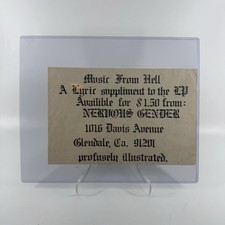 Music From Hell
A Lyric suppliment to the LP
Availible for $1.50 from:
NERVOUS GENDER
1016 Davis Avenue
Glendale, Ca. 91201
profusely illustrated.